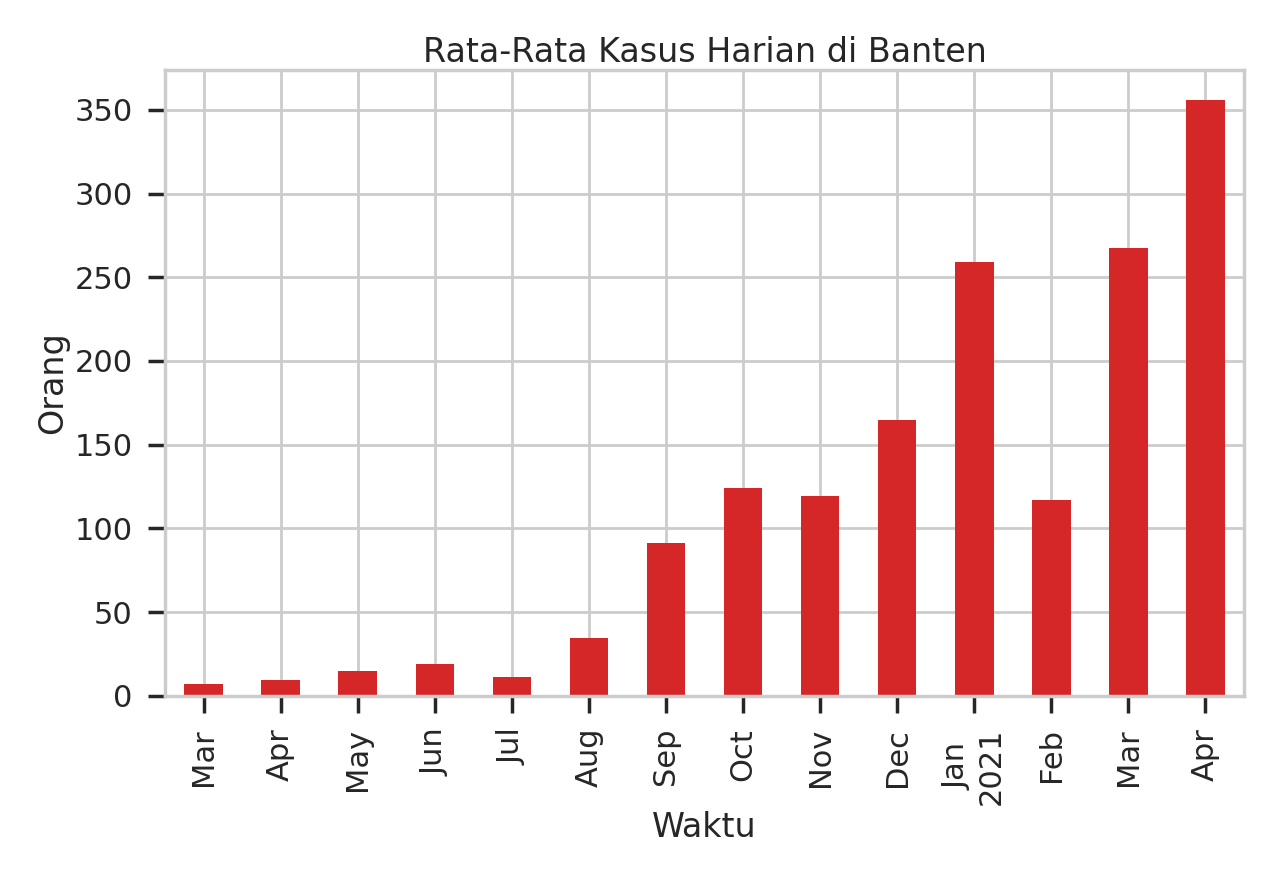 Rata-Rata Kasus Harian di Banten
Orang
350
300
250
200
150
100
50
0
Mar
Apr
May
Jun
Jul
Aug
Sep
Oct
Nov
Dec
Jan
2021
Feb
Mar
Apr
Waktu